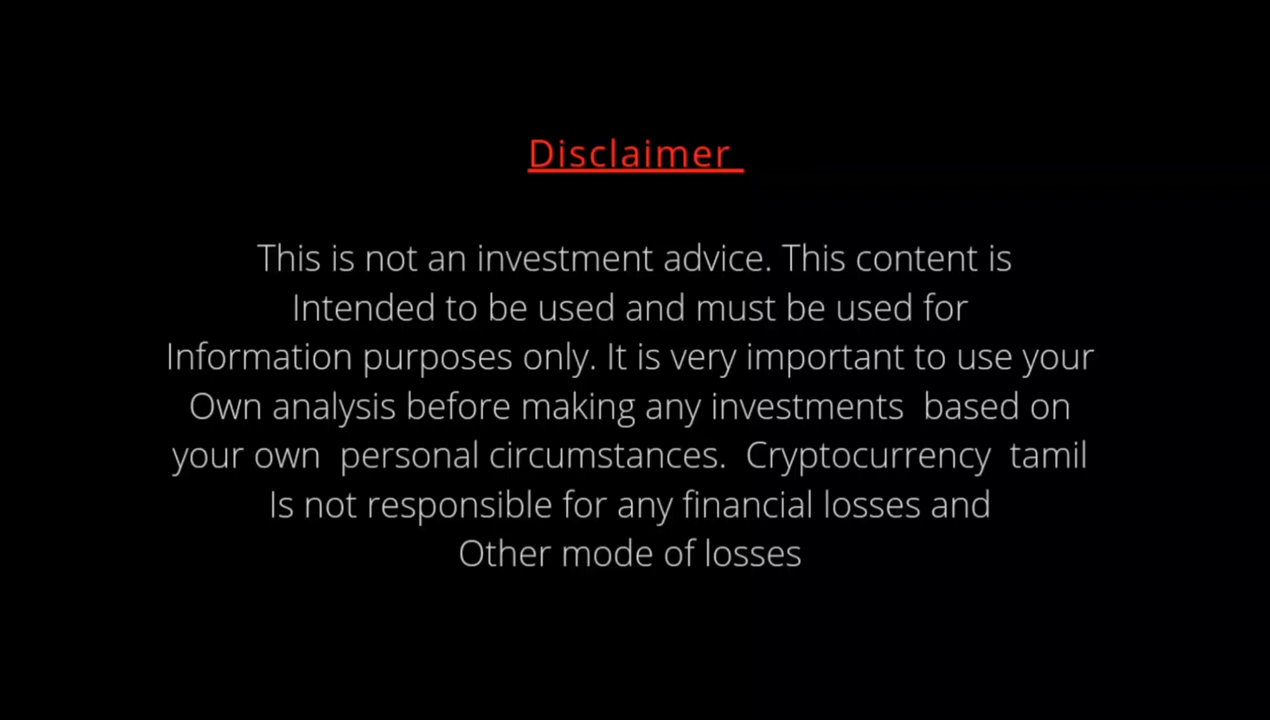 Disclaimer
This is not an investment advice. This content is
Intended to be used and must be used for
Information purposes only. It is very important to use your
Own analysis before making any investments  based on
your own  personal circumstances.  Cryptocurrency  tamil
Is not responsible for any financial losses and
Other mode of losses